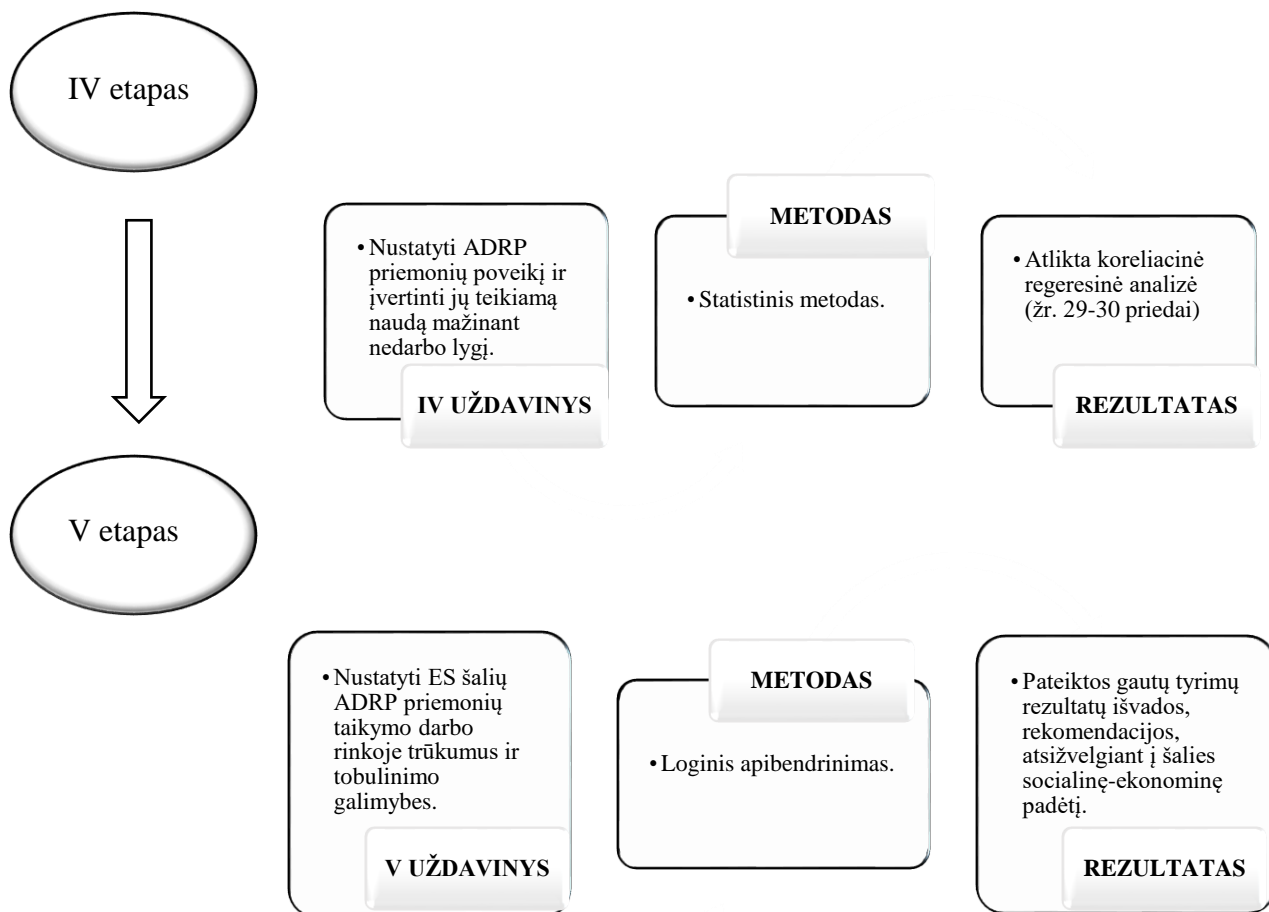 IV etapas
• Nustatyti ADRP
priemonių poveikį ir
įvertinti jų teikiamą
naudą mažinant
nedarbo lygį.
IV UŽDAVINYS
METODAS
• Statistinis metodas.
• Atlikta koreliacinė
regeresinė analizė
(žr. 29-30 priedai)
REZULTATAS
V etapas
• Nustatyti ES šalių
ADRP priemonių
taikymo darbo
rinkoje trūkumus ir
tobulinimo
galimybes.
V UŽDAVINYS
METODAS
• Loginis apibendrinimas.
• Pateiktos gautų tyrimų
rezultatų išvados,
rekomendacijos,
atsižvelgiant į šalies
socialinę-ekonominę
padėtį.
REZULTATAS